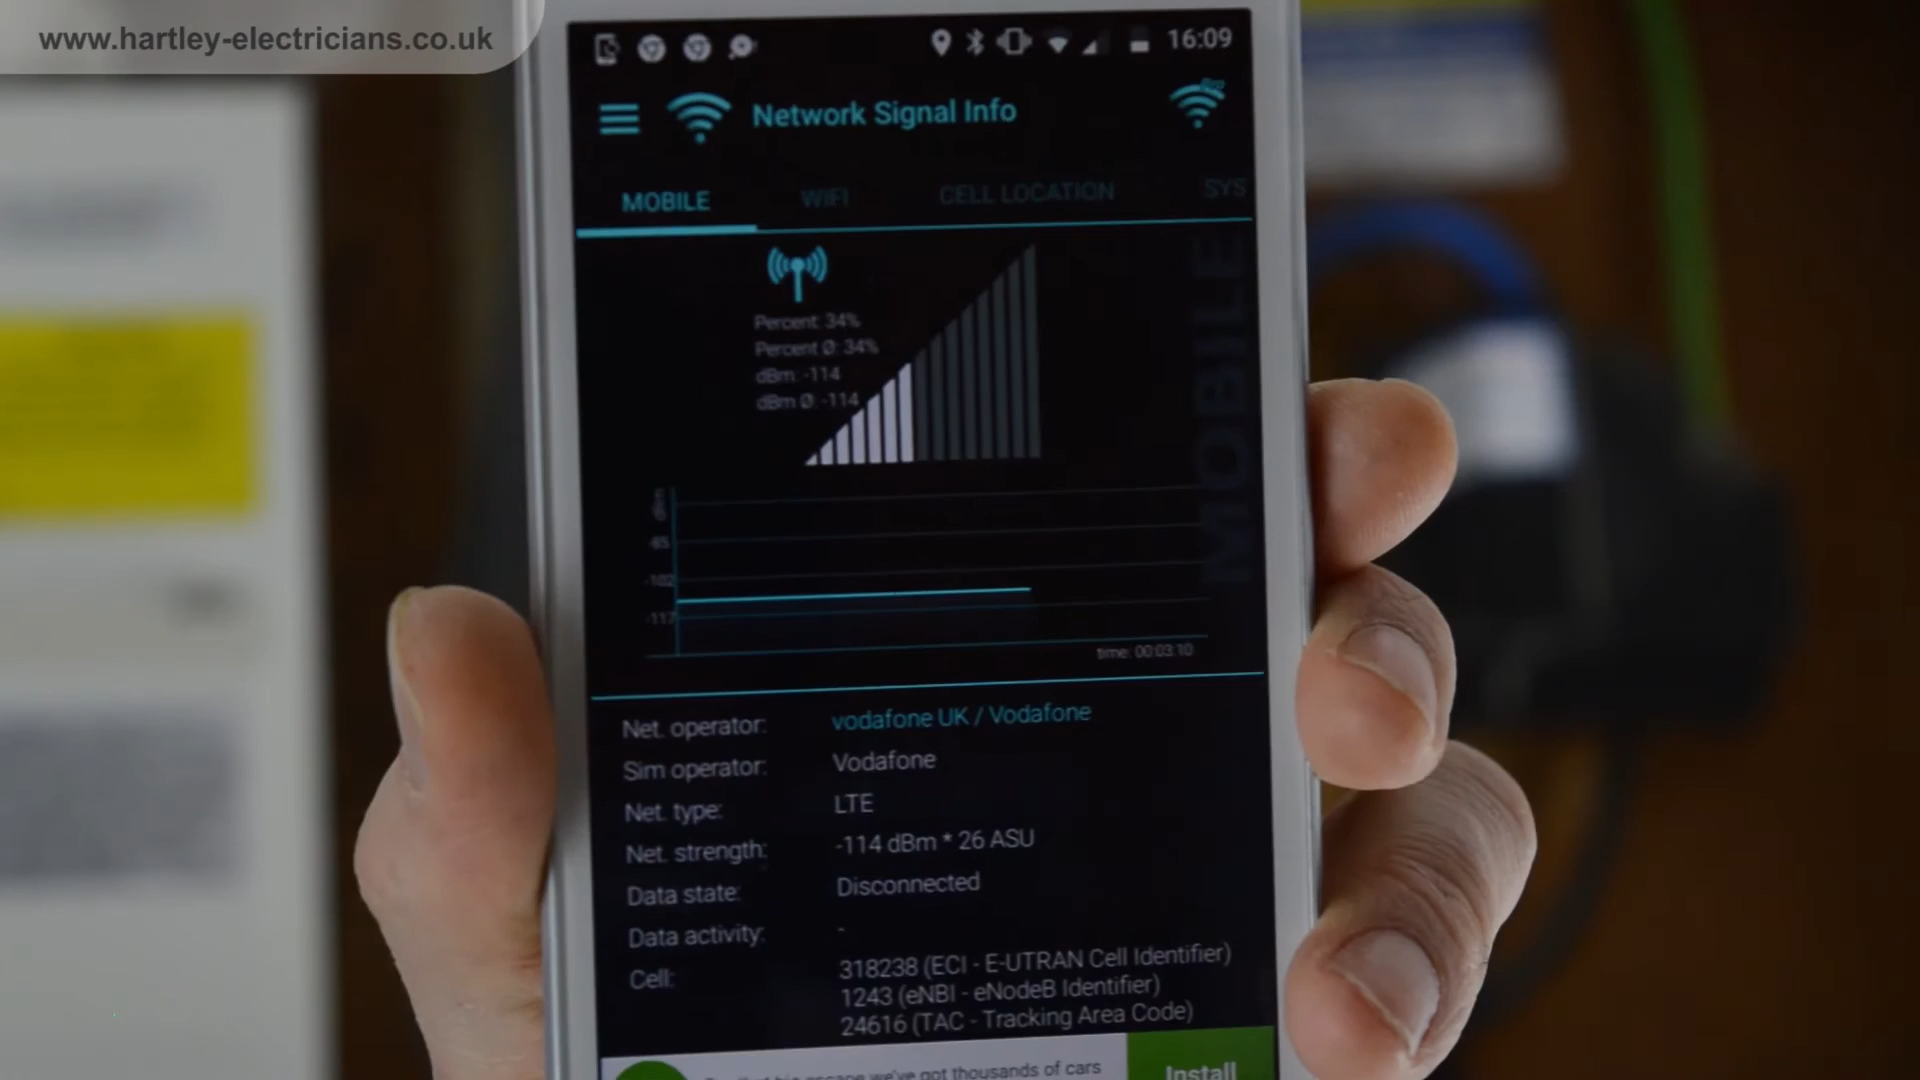 www.hartley-electricians.co.uk
16:09
Network Signal Info
MOBILE WIFI CELL LOCATION SYS
Percent: 34%
Percent Ø: 34%
dBm: -114
dBm Ø: -114
MOBILE
-85
-102
-117
time: 00:03:10
Net. operator: vodafone UK / Vodafone
Sim operator: Vodafone
Net. type: LTE
Net. strength: -114 dBm * 26 ASU
Data state: Disconnected
Data activity: -
Cell: 318238 (ECI - E-UTRAN Cell Identifier)
1243 (eNBI - eNodeB Identifier)
24616 (TAC - Tracking Area Code)
we've got thousands of cars
Install